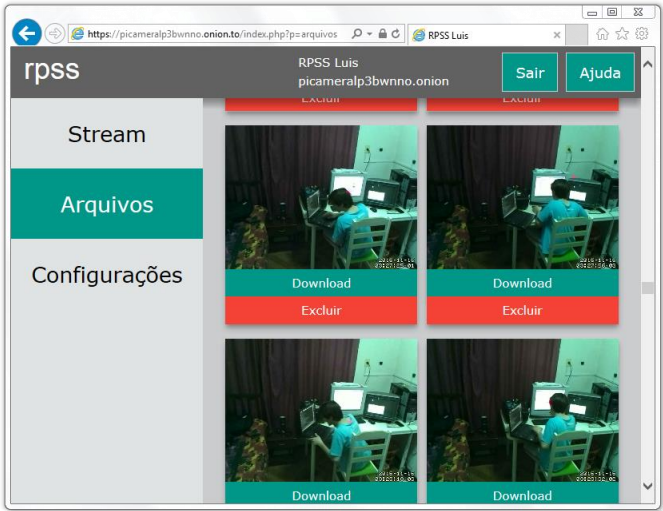 https://picameralp3bwnno.onion.to/index.php?p=arquivos
RPSS Luis
rpss
RPSS Luis
picameralp3bwnno.onion
Sair
Ajuda
Stream
Arquivos
Configurações
Excluir
Excluir
Download
Download
Excluir
Excluir
Download
Download